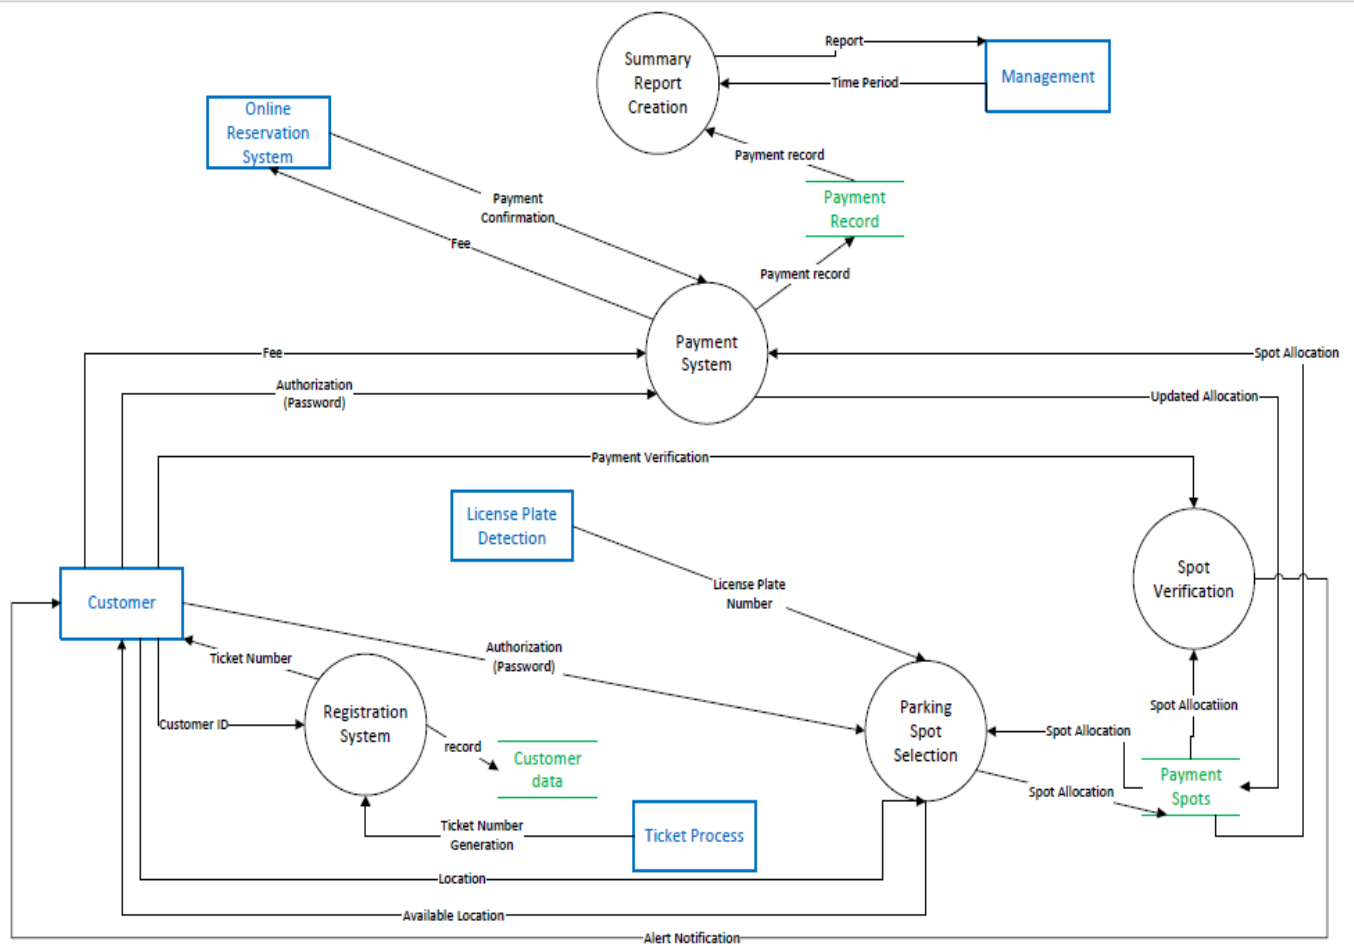 Summary
Report
Creation
Report
Management
Time Period
Online
Reservation
System
Payment record
Payment
Record
Payment
Confirmation
Fee
Payment record
Payment
System
Fee
Spot Allocation
Authorization
(Password)
Updated Allocation
Payment Verification
License Plate
Detection
Spot
Verification
License Plate
Number
Customer
Ticket Number
Authorization
(Password)
Registration
System
Customer ID
Parking
Spot
Selection
Spot Allocatiion
Spot Allocation
record
Customer
data
Payment
Spots
Spot Allocation
Ticket Number
Generation
Ticket Process
Location
Available Location
Alert Notification